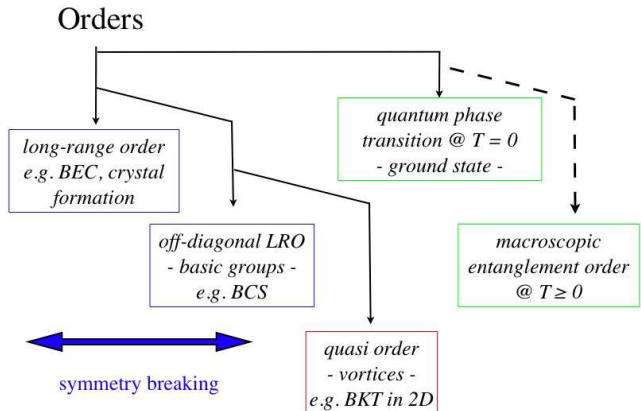 Orders
long-range order
e.g. BEC, crystal
formation
quantum phase
transition @ T = 0
- ground state -
off-diagonal LRO
- basic groups -
e.g. BCS
macroscopic
entanglement order
@ T ≥ 0
quasi order
- vortices -
e.g. BKT in 2D
symmetry breaking